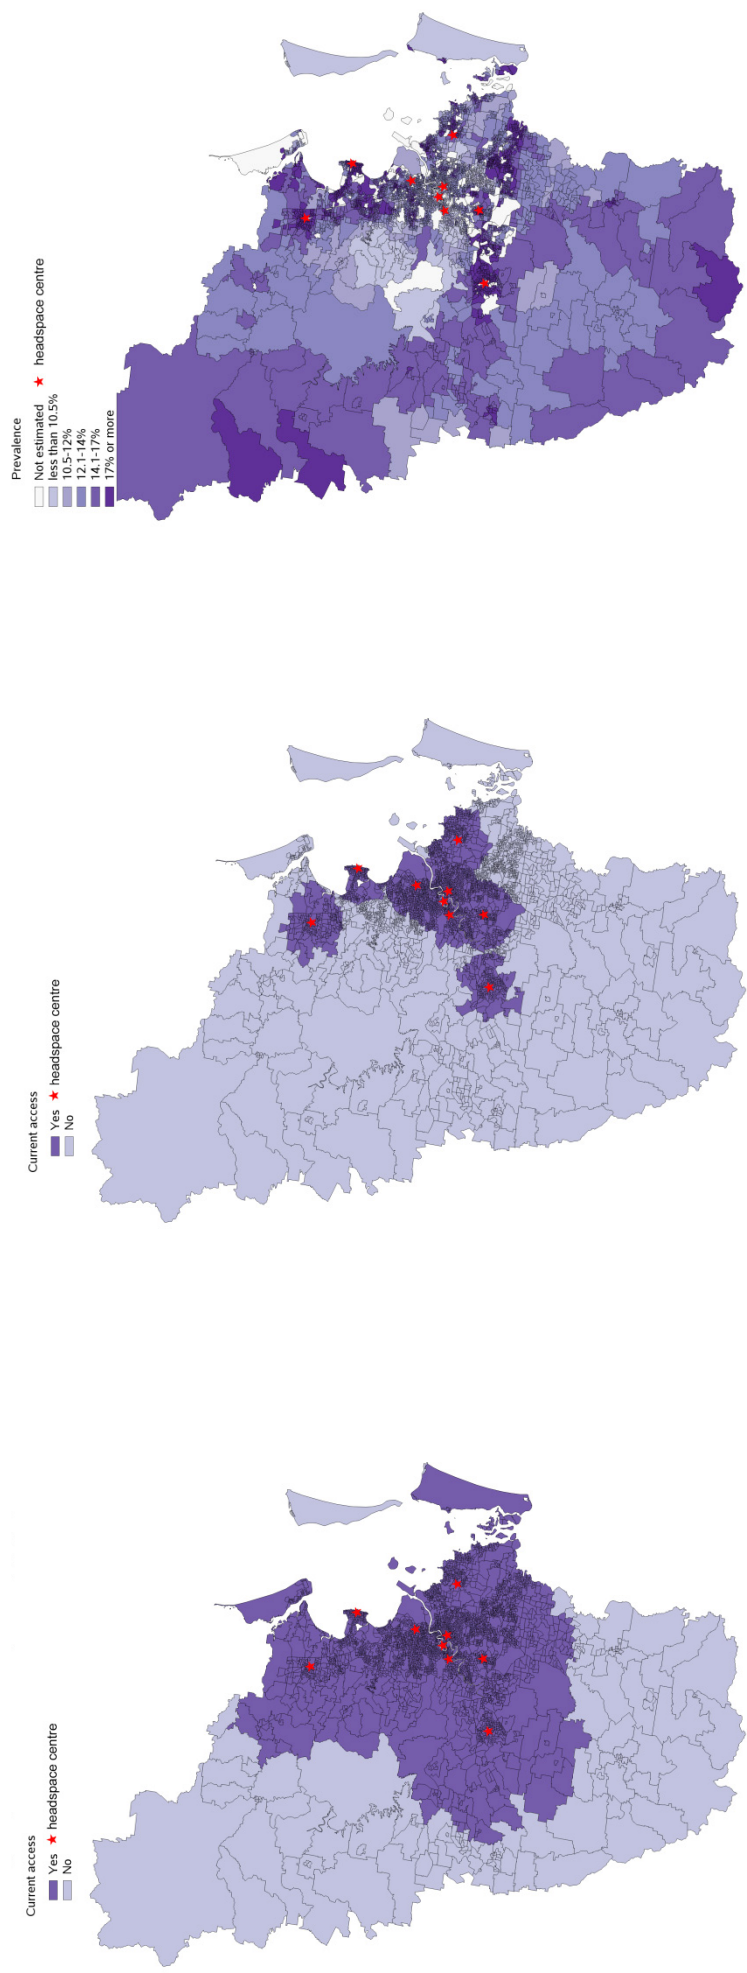 Prevalence
Not estimated
less than 10.5%
10.5-12%
12.1-14%
14.1-17%
17% or more
headspace centre
Current access
Yes
No
headspace centre
Current access
Yes
No
headspace centre